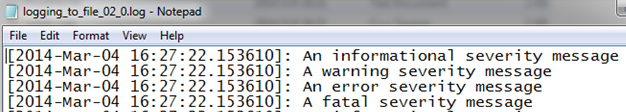 logging_to_file_02_0.log - Notepad
File Edit Format View Help
[2014-Mar-04 16:27:22.153610]: An informational severity message
[2014-Mar-04 16:27:22.153610]: A warning severity message
[2014-Mar-04 16:27:22.153610]: An error severity message
[2014-Mar-04 16:27:22.153610]: A fatal severity message